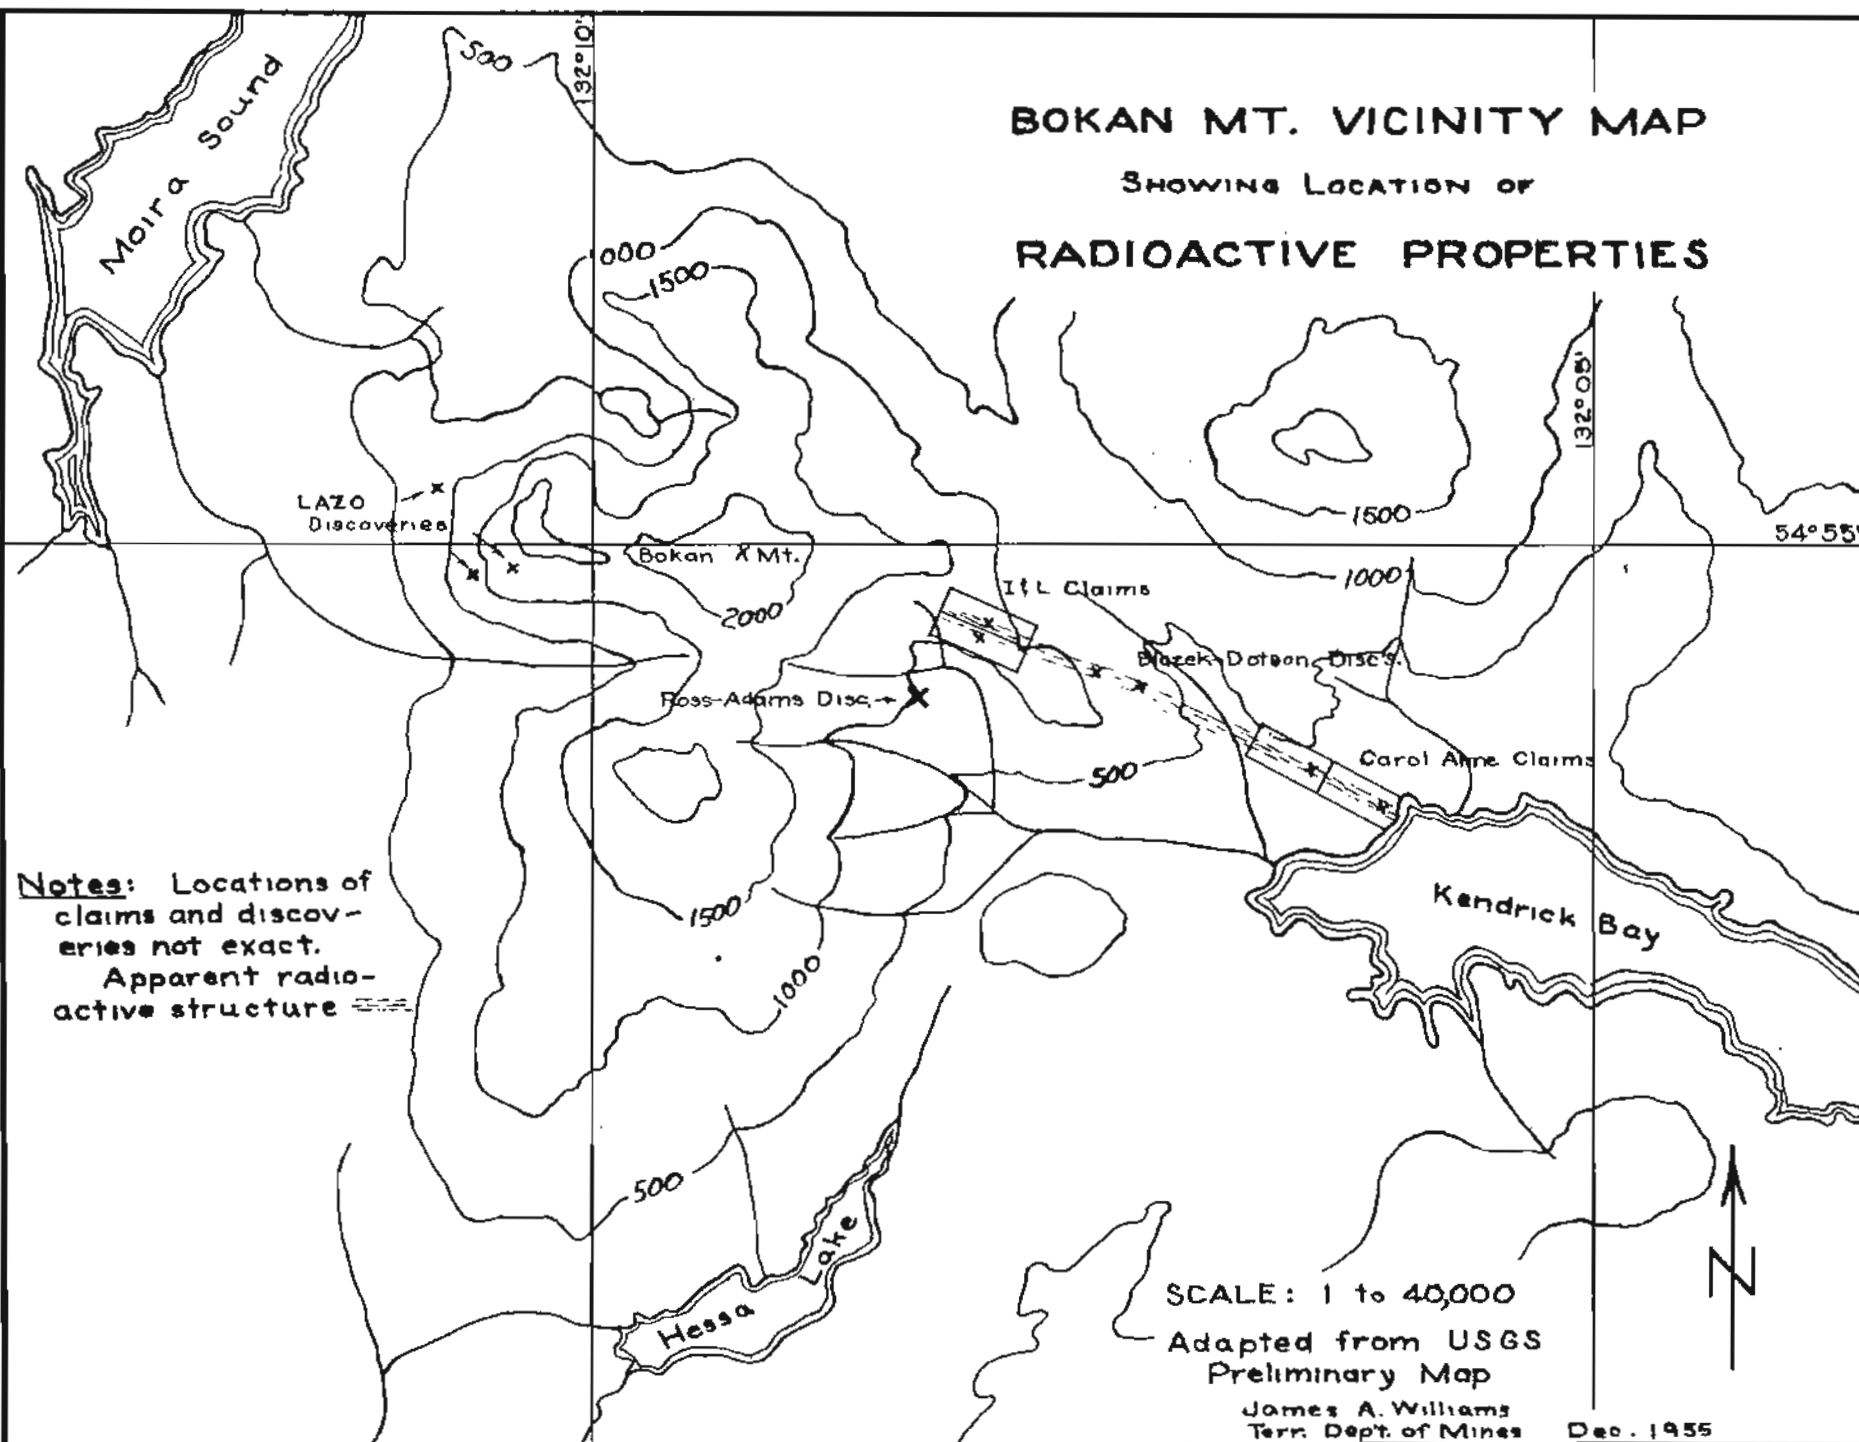 BOKAN MT. VICINITY MAP
SHOWING LOCATION OF
RADIOACTIVE PROPERTIES
Moira Sound
500
132°10'
1000
1500
132°05'
1500
54°55'
LAZO
Discoveries
Bokan X Mt.
2000
1000
I & L Claims
Blazek-Dotson Disc's.
Ross-Adams Disc.
Carol Anne Claims
500
Notes: Locations of
claims and discov-
eries not exact.
Apparent radio-
active structure
1500
Kendrick Bay
1000
500
Hessa Lake
N
SCALE: 1 to 40,000
Adapted from USGS
Preliminary Map
James A. Williams
Terr. Dep't. of Mines Dec. 1955